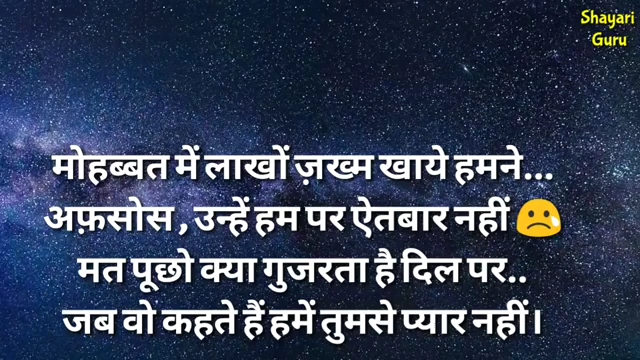 Shayari
Guru
मोहब्बत में लाखों ज़ख्म खाये हमने...
अफ़सोस , उन्हें हम पर ऐतबार नहीं 😢
मत पूछो क्या गुजरता है दिल पर..
जब वो कहते हैं हमें तुमसे प्यार नहीं।